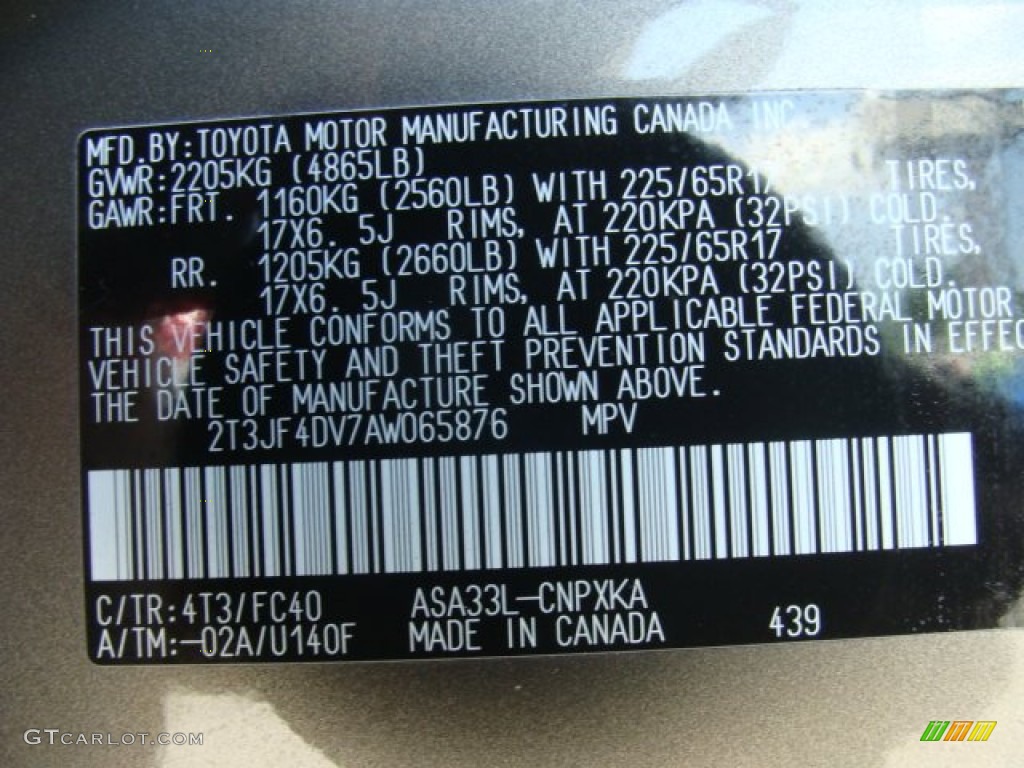 MFD.BY:TOYOTA MOTOR MANUFACTURING CANADA INC.
GVWR:2205KG (4865LB)
GAWR:FRT. 1160KG (2560LB) WITH 225/65R17 TIRES,
17X6. 5J RIMS, AT 220KPA (32PSI) COLD.
RR. 1205KG (2660LB) WITH 225/65R17 TIRES,
17X6. 5J RIMS, AT 220KPA (32PSI) COLD.
THIS VEHICLE CONFORMS TO ALL APPLICABLE FEDERAL MOTOR
VEHICLE SAFETY AND THEFT PREVENTION STANDARDS IN EFFEC
THE DATE OF MANUFACTURE SHOWN ABOVE.
2T3JF4DV7AW065876 MPV
C/TR:4T3/FC40 ASA33L-CNPXKA
A/TM:-02A/U140F MADE IN CANADA 439
GTCARLOT.COM